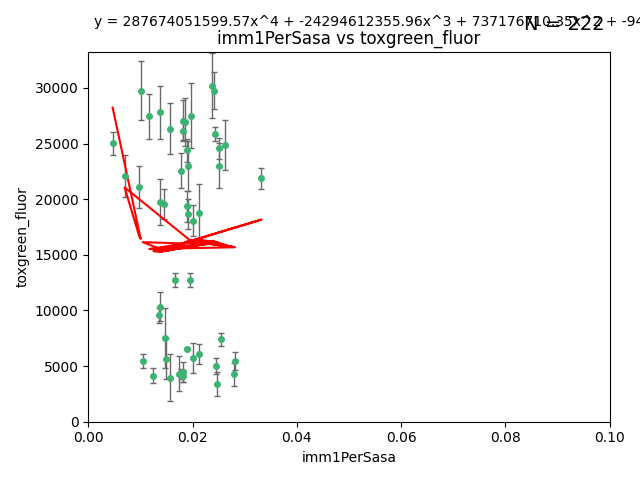 y = 287674051599.57x^4 + -24294612355.96x^3 + 737176710.35x^2 + -94
N = 222
imm1PerSasa vs toxgreen_fluor
30000
25000
20000
15000
10000
5000
0
toxgreen_fluor
0.00 0.02 0.04 0.06 0.08 0.10
imm1PerSasa